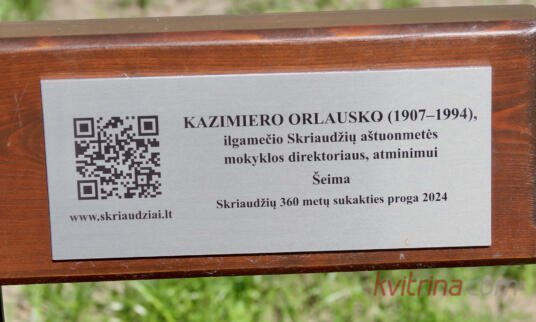 KAZIMIERO ORLAUSKO (1907–1994),
ilgamečio Skriaudžių aštuonmetės
mokyklos direktoriaus, atminimui
Šeima
Skriaudžių 360 metų sukakties proga 2024
www.skriaudziai.lt
kvitrina.com